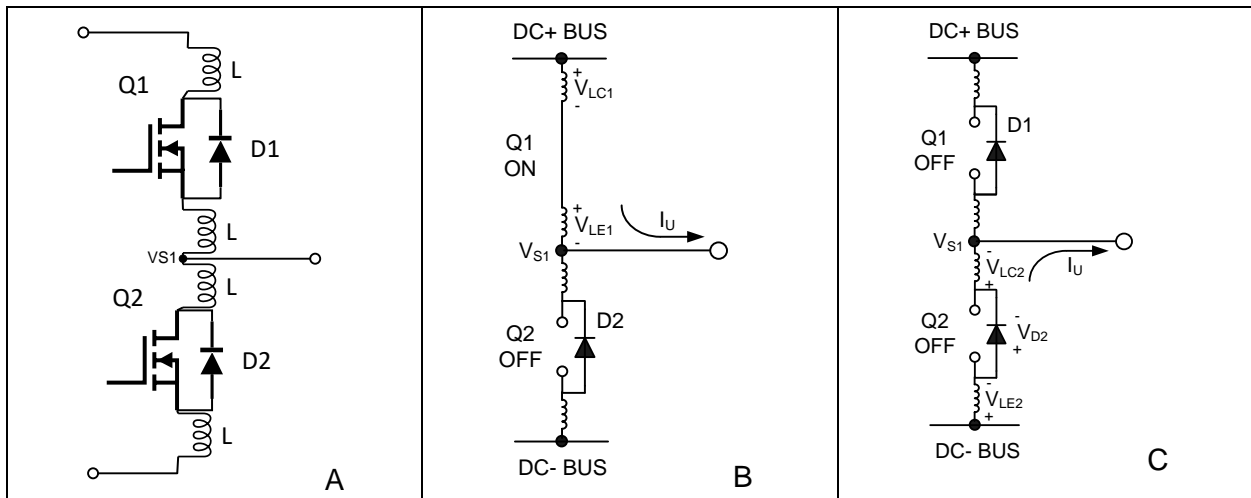 L
Q1
D1
L
VS1
L
Q2
D2
L
A
DC+ BUS
+
VLC1
-
Q1
ON
+
VLE1
-
IU
VS1
Q2
OFF
D2
DC- BUS
B
DC+ BUS
Q1
OFF
D1
VS1
-
VLC2
+
IU
Q2
OFF
-
VD2
+
-
VLE2
+
DC- BUS
C